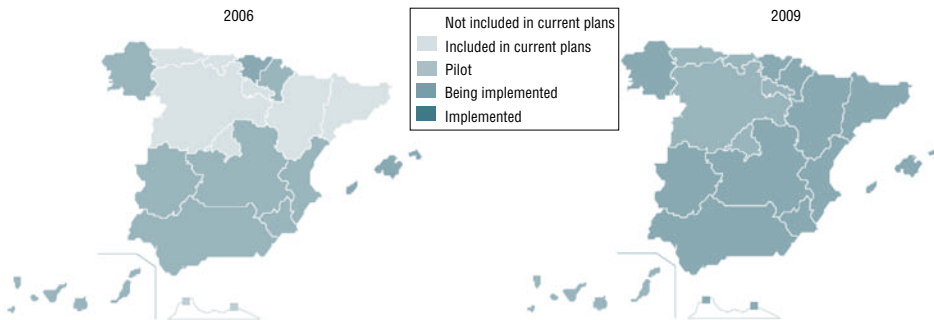 2006
Not included in current plans
Included in current plans
Pilot
Being implemented
Implemented
2009